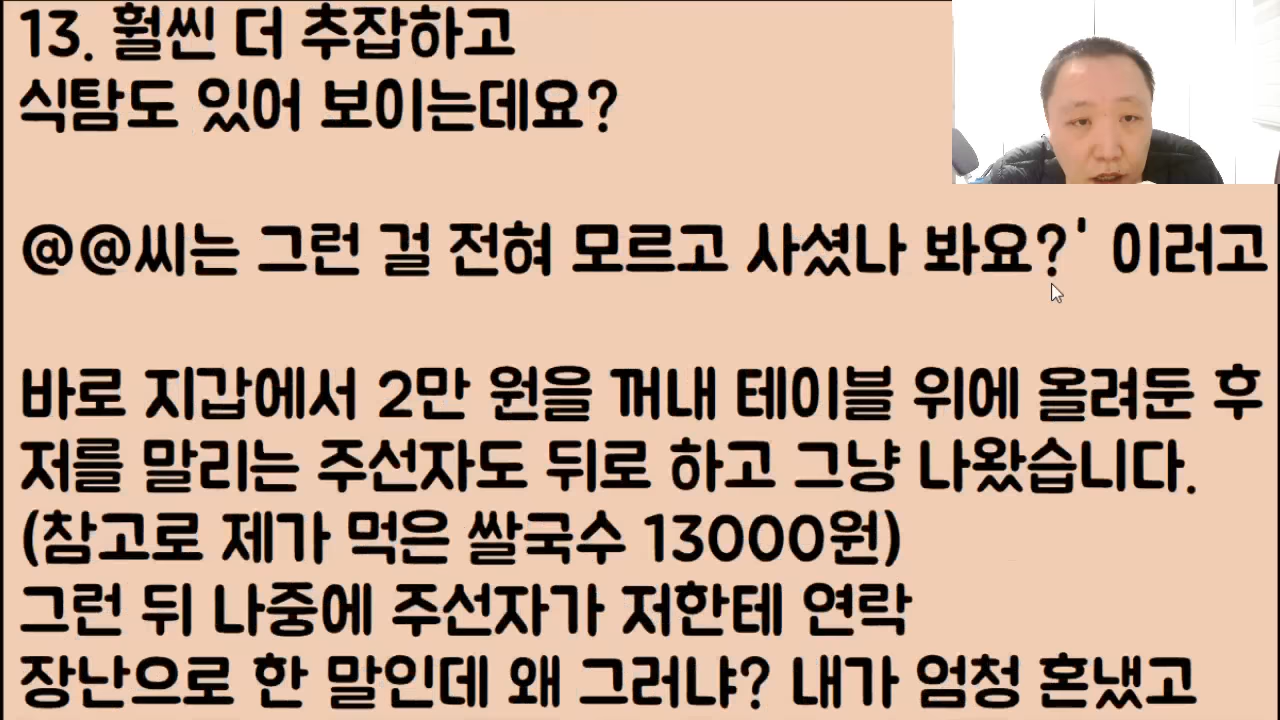 13. 훨씬 더 추잡하고
식탐도 있어 보이는데요?
@@씨는 그런 걸 전혀 모르고 사셨나 봐요?' 이러고
바로 지갑에서 2만 원을 꺼내 테이블 위에 올려둔 후
저를 말리는 주선자도 뒤로 하고 그냥 나왔습니다.
(참고로 제가 먹은 쌀국수 13000원)
그런 뒤 나중에 주선자가 저한테 연락
장난으로 한 말인데 왜 그러냐? 내가 엄청 혼냈고